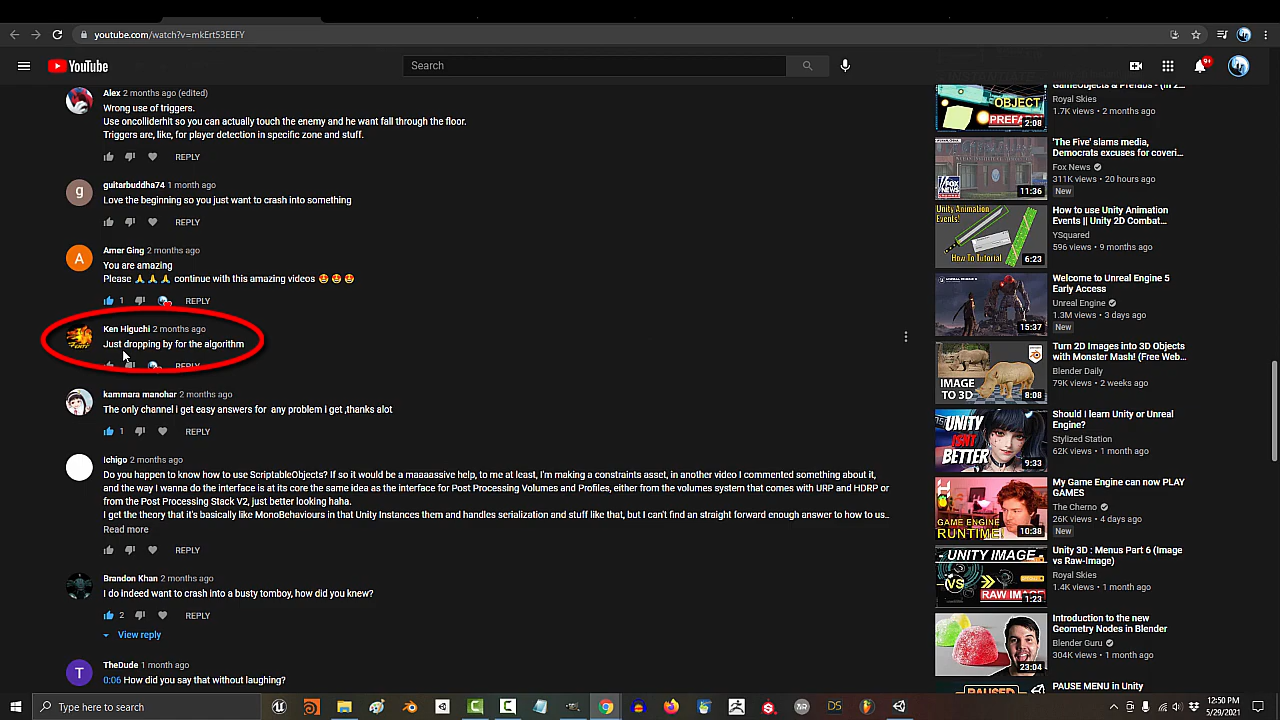 youtube.com/watch?v=mkErt53EEFY
YouTube
Search
9+
Alex 2 months ago (edited)
Wrong use of triggers.
Use oncolliderhit so you can actually touch the enemy and he want fall through the floor.
Triggers are, like, for player detection in specific zone and stuff.
REPLY
g
guitarbuddha74 1 month ago
Love the beginning so you just want to crash into something
REPLY
A
Amer Ging 2 months ago
You are amazing
Please 🙏 🙏 🙏 continue with this amazing videos 😍 😍 😍
1 REPLY
Ken Higuchi 2 months ago
Just dropping by for the algorithm
REPLY
kammara manohar 2 months ago
The only channel i get easy answers for any problem i get ,thanks alot
1 REPLY
Ichigo 2 months ago
Do you happen to know how to use ScriptableObjects? If so it would be a maaaassive help, to me at least, I'm making a constraints asset, in another video I commented something about it,
and the way I wanna do the interface is at its core the same idea as the interface for Post Processing Volume and Profiles, either from the volumes system that comes with URP and HDRP or
from the Post Processing Stack V2, just better looking haha.
I get the theory that it's basically like MonoBehaviours in that Unity Instances them and handles serialization and stuff like that, but I can't find an straight forward enough answer to how to us...
Read more
REPLY
Brandon Khan 2 months ago
I do indeed want to crash into a busty tomboy, how did you knew?
2 REPLY
View reply
T
TheDude 1 month ago
0:06 How did you say that without laughing?
OBJECT
PREFAB
2:08
GameObjects & Prefabs - (In 2...
Royal Skies
1.7K views • 2 months ago
FOX NEWS
11:36
'The Five' slams media,
Democrats excuses for coveri...
Fox News
311K views • 20 hours ago
New
Unity Animation
Events!
How To Tutorial
6:23
How to use Unity Animation
Events || Unity 2D Combat...
YSquared
596 views • 9 months ago
15:37
Welcome to Unreal Engine 5
Early Access
Unreal Engine
1.3M views • 3 days ago
New
IMAGE
TO 3D
8:08
Turn 2D Images into 3D Objects
with Monster Mash! (Free Web...
Blender Daily
79K views • 2 weeks ago
UNITY
ISN'T
BETTER
9:33
Should I learn Unity or Unreal
Engine?
Stylized Station
62K views • 1 month ago
GAME ENGINE
RUNTIME
10:38
My Game Engine can now PLAY
GAMES
The Cherno
26K views • 4 days ago
New
UNITY IMAGE
VS
RAW IM
1:23
Unity 3D : Menus Part 6 (Image
vs Raw-Image)
Royal Skies
1.4K views • 1 month ago
23:04
Introduction to the new
Geometry Nodes in Blender
Blender Guru
304K views • 1 month ago
PAUSED
PAUSE MENU in Unity
Type here to search
DS
12:50 PM
5/29/2021